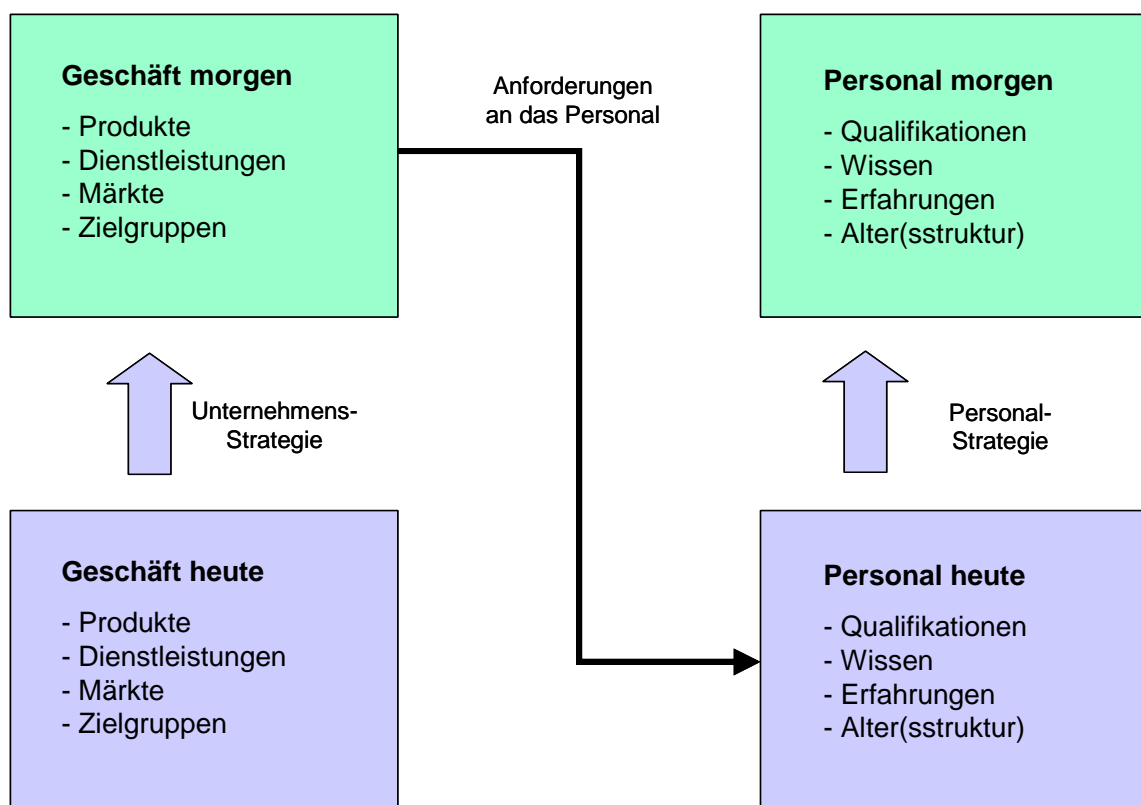 Geschäft morgen
- Produkte
- Dienstleistungen
- Märkte
- Zielgruppen
Anforderungen
an das Personal
Personal morgen
- Qualifikationen
- Wissen
- Erfahrungen
- Alter(sstruktur)
Unternehmens-
Strategie
Personal-
Strategie
Geschäft heute
- Produkte
- Dienstleistungen
- Märkte
- Zielgruppen
Personal heute
- Qualifikationen
- Wissen
- Erfahrungen
- Alter(sstruktur)